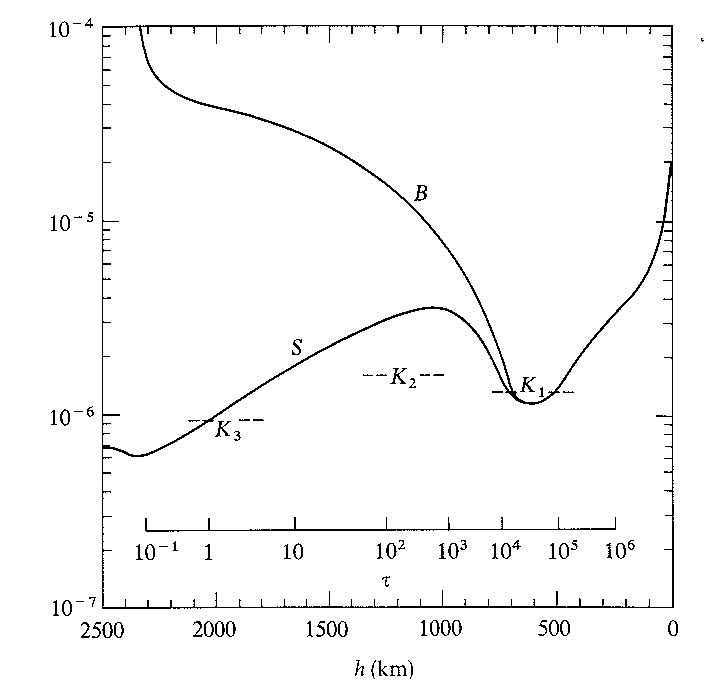 10⁻⁴
B
10⁻⁵
S
K₂
K₁
10⁻⁶
K₃
10⁻¹ 1 10 10² 10³ 10⁴ 10⁵ 10⁶
τ
10⁻⁷
2500 2000 1500 1000 500 0
h (km)